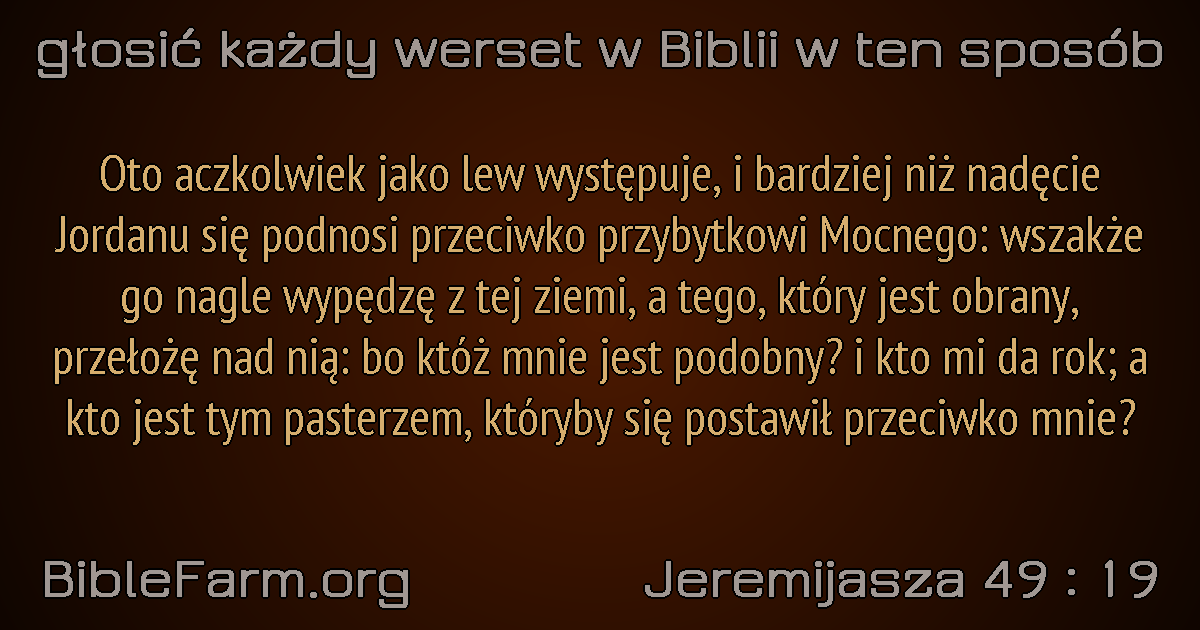 głosić każdy werset w Biblii w ten sposób
Oto aczkolwiek jako lew występuje, i bardziej niż nadęcie
Jordanu się podnosi przeciwko przybytkowi Mocnego: wszakże
go nagle wypędzę z tej ziemi, a tego, który jest obrany,
przełożę nad nią: bo któż mnie jest podobny? i kto mi da rok; a
kto jest tym pasterzem, któryby się postawił przeciwko mnie?
BibleFarm.org
Jeremijasza 49 : 19